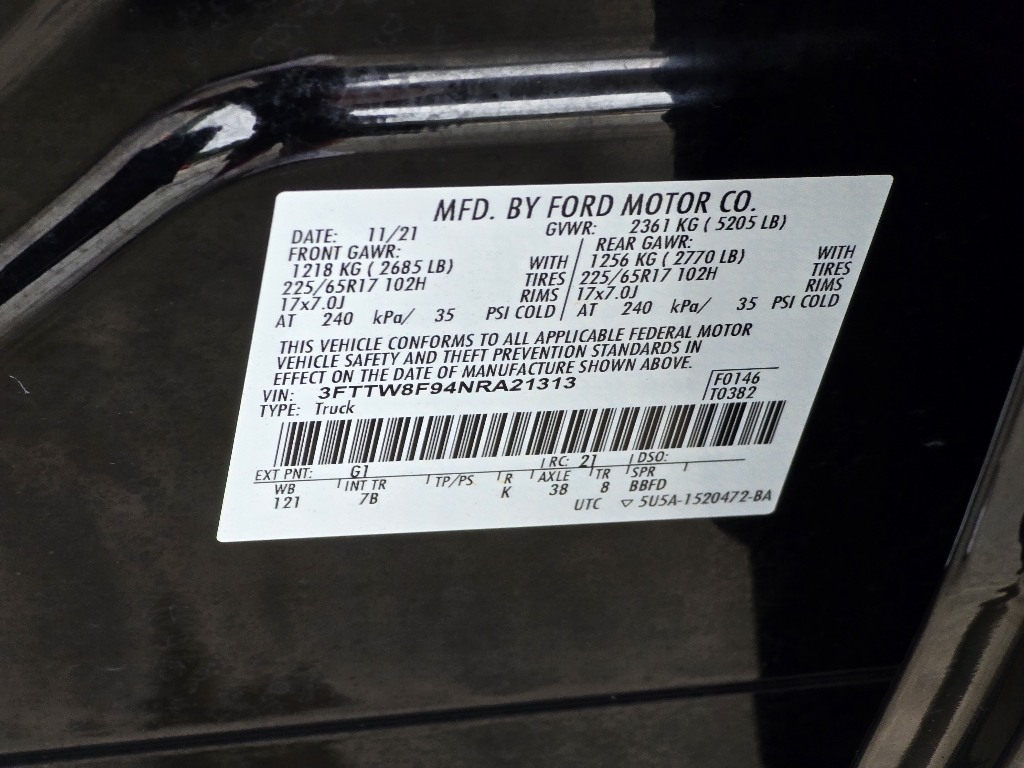 MFD. BY FORD MOTOR CO.
DATE: 11/21 GVWR: 2361 KG ( 5205 LB)
FRONT GAWR: REAR GAWR:
1218 KG ( 2685 LB) WITH 1256 KG ( 2770 LB) WITH
225/65R17 102H TIRES 225/65R17 102H TIRES
17x7.0J RIMS 17x7.0J RIMS
AT 240 kPa/ 35 PSI COLD AT 240 kPa/ 35 PSI COLD
THIS VEHICLE CONFORMS TO ALL APPLICABLE FEDERAL MOTOR
VEHICLE SAFETY AND THEFT PREVENTION STANDARDS IN
EFFECT ON THE DATE OF MANUFACTURE SHOWN ABOVE.
VIN: 3FTTW8F94NRA21313 F0146
TYPE: Truck T0382
EXT PNT: G1 RC: 21 DSO:
WB INT TR TP/PS R AXLE TR SPR
121 7B K 38 8 BBFD
UTC ▽ 5U5A-1520472-BA